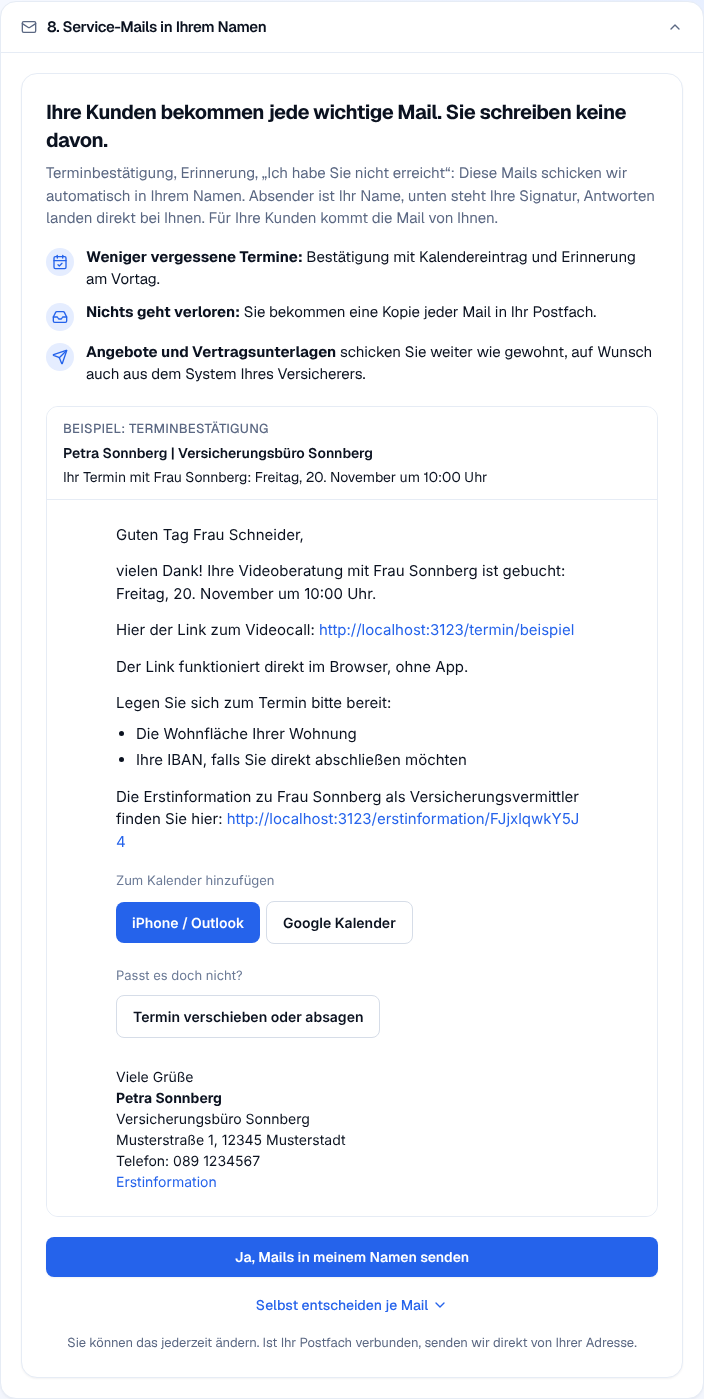 8. Service-Mails in Ihrem Namen
Ihre Kunden bekommen jede wichtige Mail. Sie schreiben keine
davon.
Terminbestätigung, Erinnerung, „Ich habe Sie nicht erreicht“: Diese Mails schicken wir
automatisch in Ihrem Namen. Absender ist Ihr Name, unten steht Ihre Signatur, Antworten
landen direkt bei Ihnen. Für Ihre Kunden kommt die Mail von Ihnen.
Weniger vergessene Termine: Bestätigung mit Kalendereintrag und Erinnerung
am Vortag.
Nichts geht verloren: Sie bekommen eine Kopie jeder Mail in Ihr Postfach.
Angebote und Vertragsunterlagen schicken Sie weiter wie gewohnt, auf Wunsch
auch aus dem System Ihres Versicherers.
BEISPIEL: TERMINBESTÄTIGUNG
Petra Sonnberg | Versicherungsbüro Sonnberg
Ihr Termin mit Frau Sonnberg: Freitag, 20. November um 10:00 Uhr
Guten Tag Frau Schneider,
vielen Dank! Ihre Videoberatung mit Frau Sonnberg ist gebucht:
Freitag, 20. November um 10:00 Uhr.
Hier der Link zum Videocall: http://localhost:3123/termin/beispiel
Der Link funktioniert direkt im Browser, ohne App.
Legen Sie sich zum Termin bitte bereit:
• Die Wohnfläche Ihrer Wohnung
• Ihre IBAN, falls Sie direkt abschließen möchten
Die Erstinformation zu Frau Sonnberg als Versicherungsvermittler
finden Sie hier: http://localhost:3123/erstinformation/FJjxlqwkY5J
4
Zum Kalender hinzufügen
iPhone / Outlook
Google Kalender
Passt es doch nicht?
Termin verschieben oder absagen
Viele Grüße
Petra Sonnberg
Versicherungsbüro Sonnberg
Musterstraße 1, 12345 Musterstadt
Telefon: 089 1234567
Erstinformation
Ja, Mails in meinem Namen senden
Selbst entscheiden je Mail
Sie können das jederzeit ändern. Ist Ihr Postfach verbunden, senden wir direkt von Ihrer Adresse.